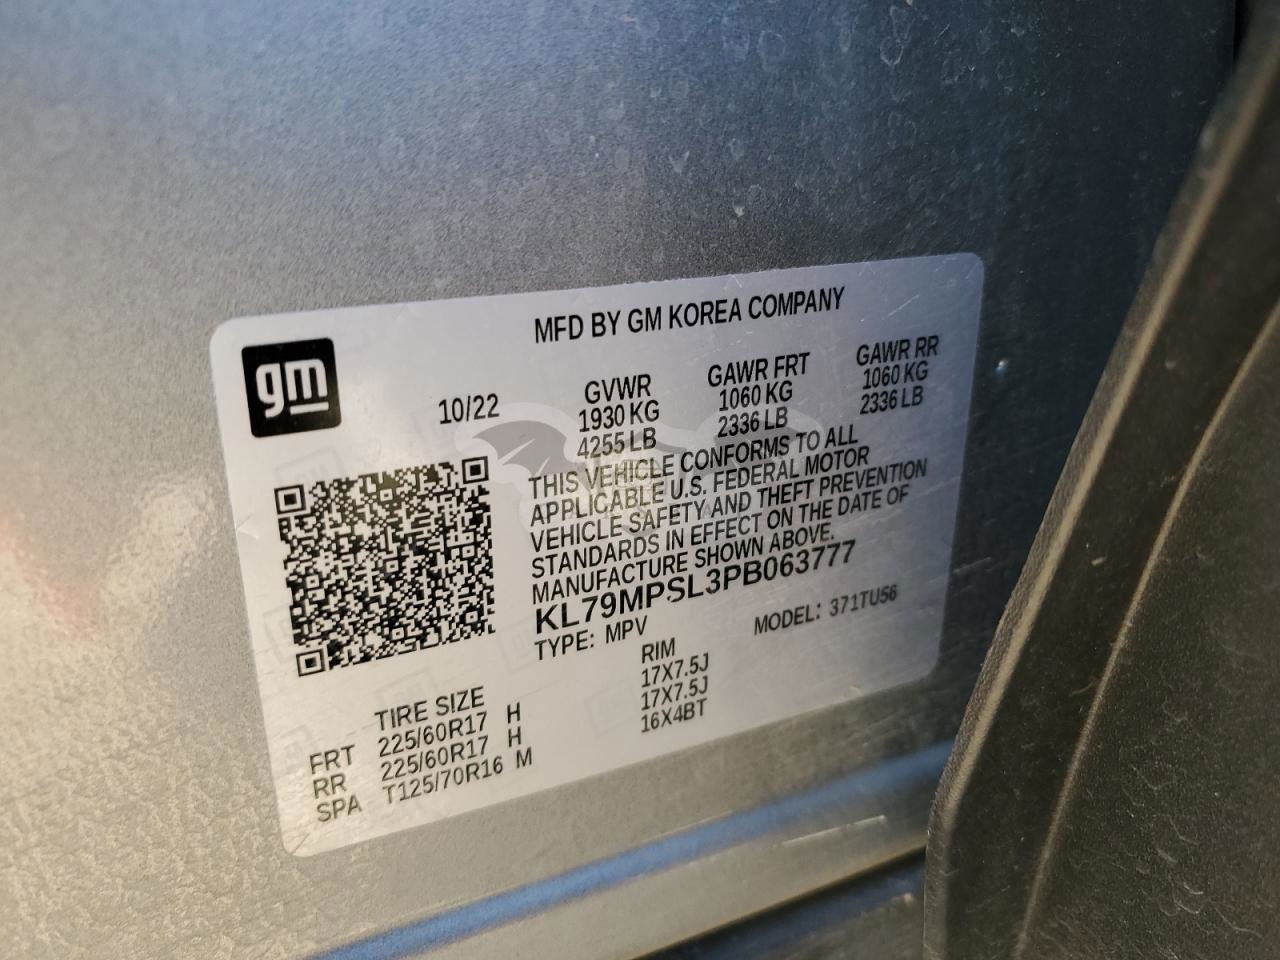 MFD BY GM KOREA COMPANY
gm
10/22 GVWR GAWR FRT GAWR RR
1930 KG 1060 KG 1060 KG
4255 LB 2336 LB 2336 LB
THIS VEHICLE CONFORMS TO ALL
APPLICABLE U.S. FEDERAL MOTOR
VEHICLE SAFETY AND THEFT PREVENTION
STANDARDS IN EFFECT ON THE DATE OF
MANUFACTURE SHOWN ABOVE.
KL79MPSL3PB063777
TYPE: MPV MODEL: 371TU56
TIRE SIZE RIM
FRT 225/60R17 H 17X7.5J
RR 225/60R17 H 17X7.5J
SPA T125/70R16 M 16X4BT